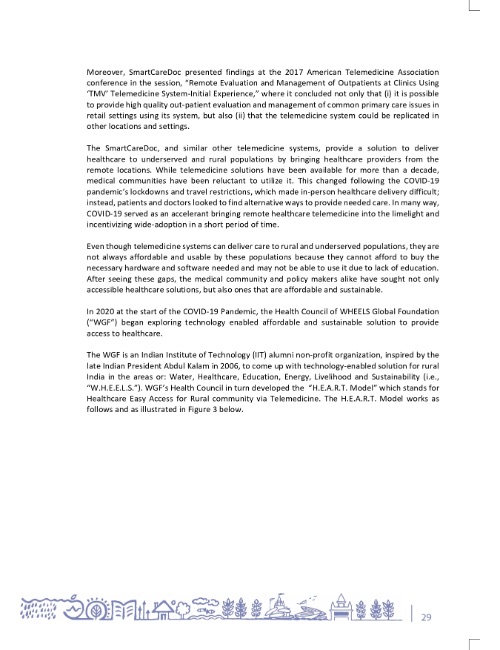 Moreover, SmartCareDoc presented findings at the 2017 American Telemedicine Association
conference in the session, “Remote Evaluation and Management of Outpatients at Clinics Using
‘TMV’ Telemedicine System-Initial Experience,” where it concluded not only that (i) it is possible
to provide high quality out-patient evaluation and management of common primary care issues in
retail settings using its system, but also (ii) that the telemedicine system could be replicated in
other locations and settings.
The SmartCareDoc, and similar other telemedicine systems, provide a solution to deliver
healthcare to underserved and rural populations by bringing healthcare providers from the
remote locations. While telemedicine solutions have been available for more than a decade,
medical communities have been reluctant to utilize it. This changed following the COVID-19
pandemic’s lockdowns and travel restrictions, which made in-person healthcare delivery difficult;
instead, patients and doctors looked to find alternative ways to provide needed care. In many way,
COVID-19 served as an accelerant bringing remote healthcare telemedicine into the limelight and
incentivizing wide-adoption in a short period of time.
Even though telemedicine systems can deliver care to rural and underserved populations, they are
not always affordable and usable by these populations because they cannot afford to buy the
necessary hardware and software needed and may not be able to use it due to lack of education.
After seeing these gaps, the medical community and policy makers alike have sought not only
accessible healthcare solutions, but also ones that are affordable and sustainable.
In 2020 at the start of the COVID-19 Pandemic, the Health Council of WHEELS Global Foundation
(“WGF”) began exploring technology enabled affordable and sustainable solution to provide
access to healthcare.
The WGF is an Indian Institute of Technology (IIT) alumni non-profit organization, inspired by the
late Indian President Abdul Kalam in 2006, to come up with technology-enabled solution for rural
India in the areas or: Water, Healthcare, Education, Energy, Livelihood and Sustainability (i.e.,
“W.H.E.E.L.S.”). WGF’s Health Council in turn developed the “H.E.A.R.T. Model” which stands for
Healthcare Easy Access for Rural community via Telemedicine. The H.E.A.R.T. Model works as
follows and as illustrated in Figure 3 below.
29